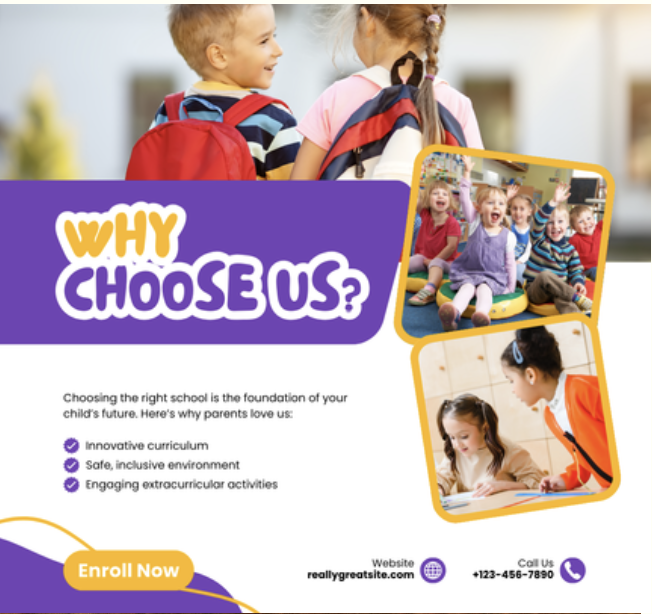 WHY
CHOOSE US?
Choosing the right school is the foundation of your
child's future. Here's why parents love us:
Innovative curriculum
Safe, inclusive environment
Engaging extracurricular activities
Enroll Now
Website
reallygreatsite.com
Call Us
+123-456-7890